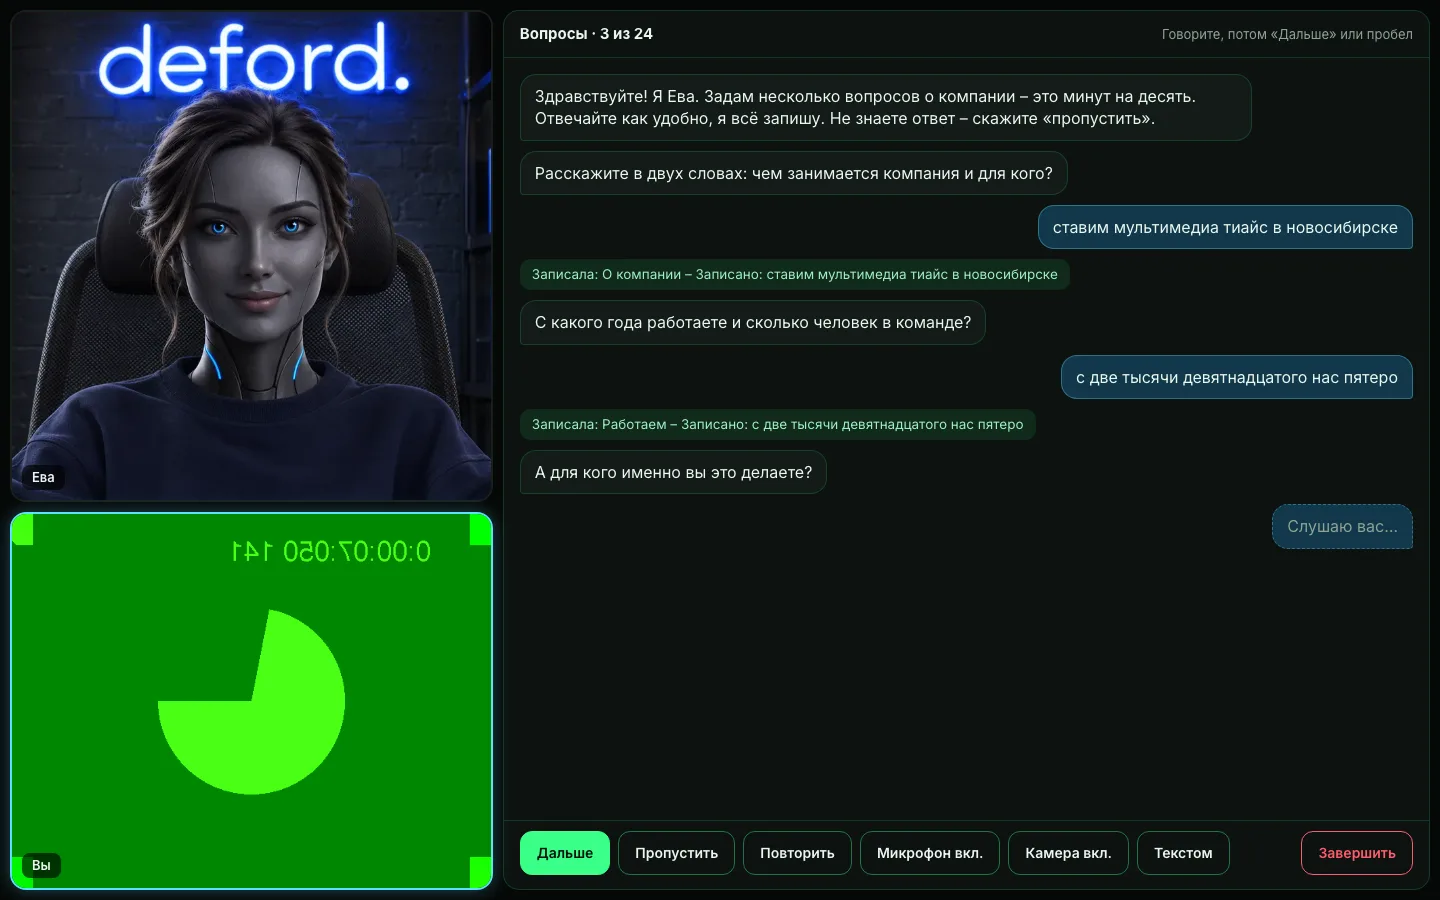 deford.
Ева
0:00:07:050 141
Вы
Вопросы · 3 из 24
Говорите, потом «Дальше» или пробел
Здравствуйте! Я Ева. Задам несколько вопросов о компании – это минут на десять.
Отвечайте как удобно, я всё запишу. Не знаете ответ – скажите «пропустить».
Расскажите в двух словах: чем занимается компания и для кого?
ставим мультимедиа тиайс в новосибирске
Записала: О компании – Записано: ставим мультимедиа тиайс в новосибирске
С какого года работаете и сколько человек в команде?
с две тысячи девятнадцатого нас пятеро
Записала: Работаем – Записано: с две тысячи девятнадцатого нас пятеро
А для кого именно вы это делаете?
Слушаю вас...
Дальше
Пропустить
Повторить
Микрофон вкл.
Камера вкл.
Текстом
Завершить